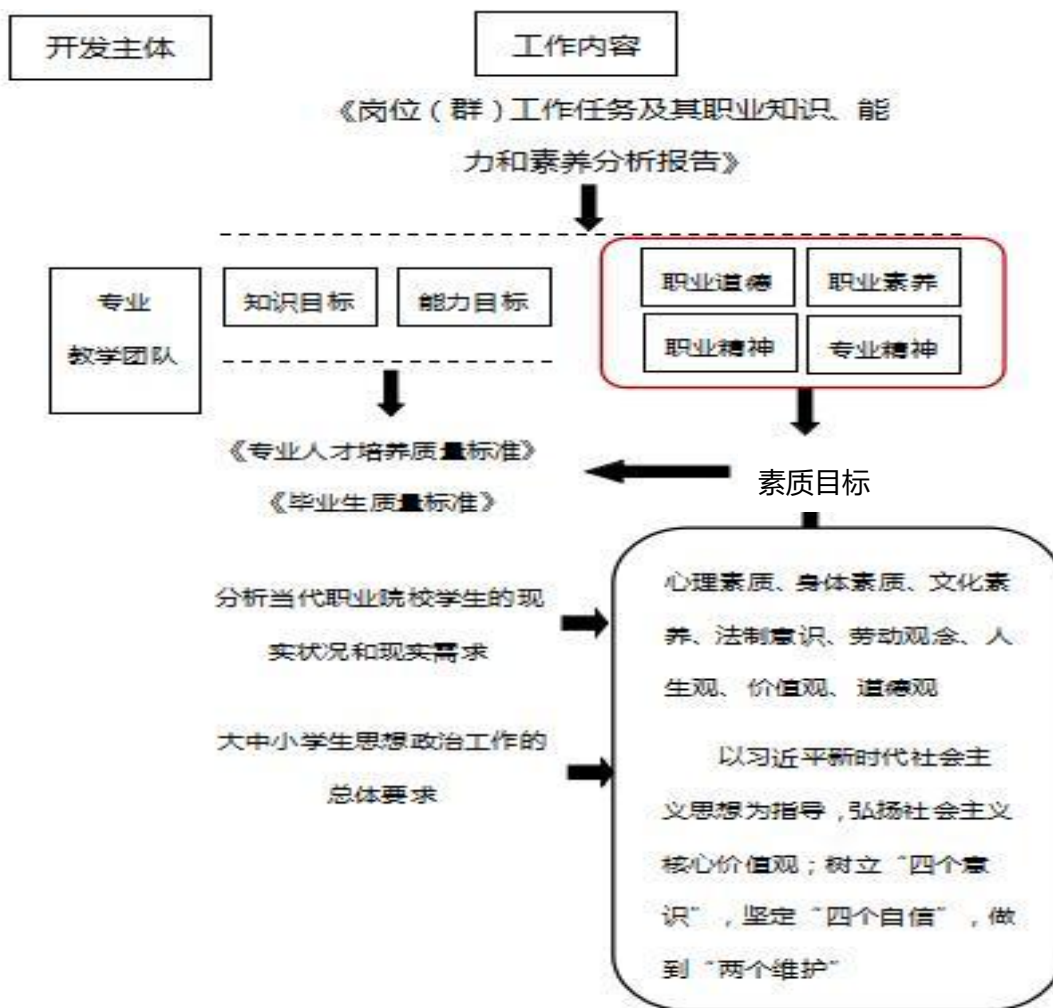 开发主体
工作内容
《岗位（群）工作任务及其职业知识、能
力和素养分析报告》
专业
教学团队
知识目标
能力目标
职业道德
职业素养
职业精神
专业精神
《专业人才培养质量标准》
《毕业生质量标准》
素质目标
分析当代职业院校学生的现
实状况和现实需求
大中小学生思想政治工作的
总体要求
心理素质、身体素质、文化素
养、法制意识、劳动观念、人
生观、价值观、道德观
以习近平新时代社会主
义思想为指导，弘扬社会主义
核心价值观；树立“四个意
识”，坚定“四个自信”，做
到“两个维护”